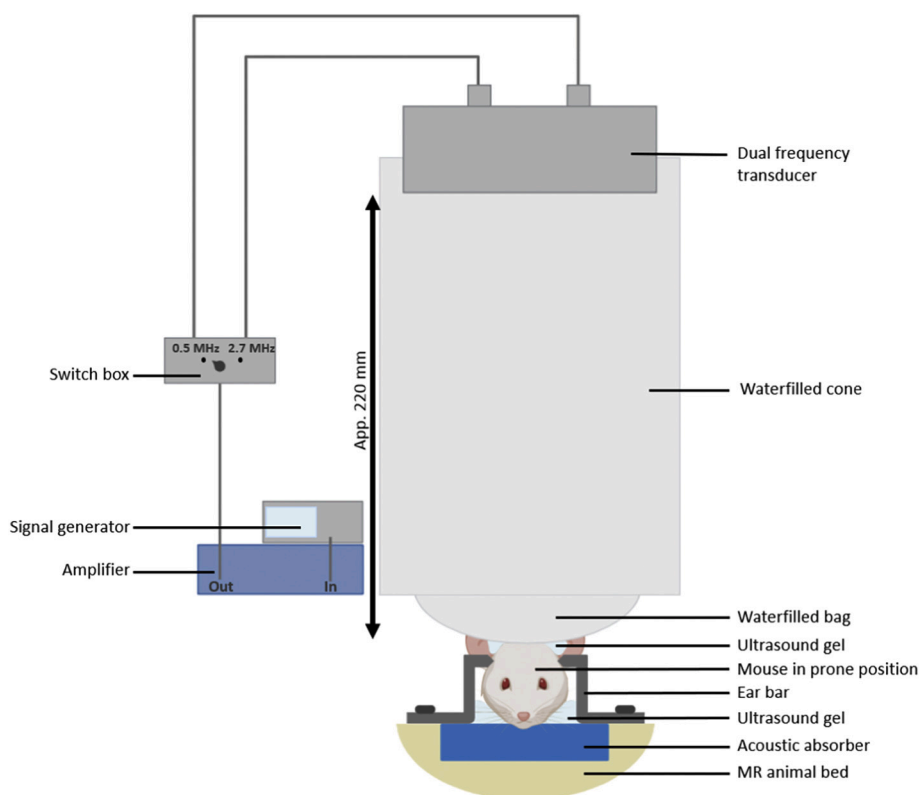 Dual frequency
transducer
0.5 MHz 2.7 MHz
Switch box
App. 220 mm
Waterfilled cone
Signal generator
Amplifier
Out In
Waterfilled bag
Ultrasound gel
Mouse in prone position
Ear bar
Ultrasound gel
Acoustic absorber
MR animal bed